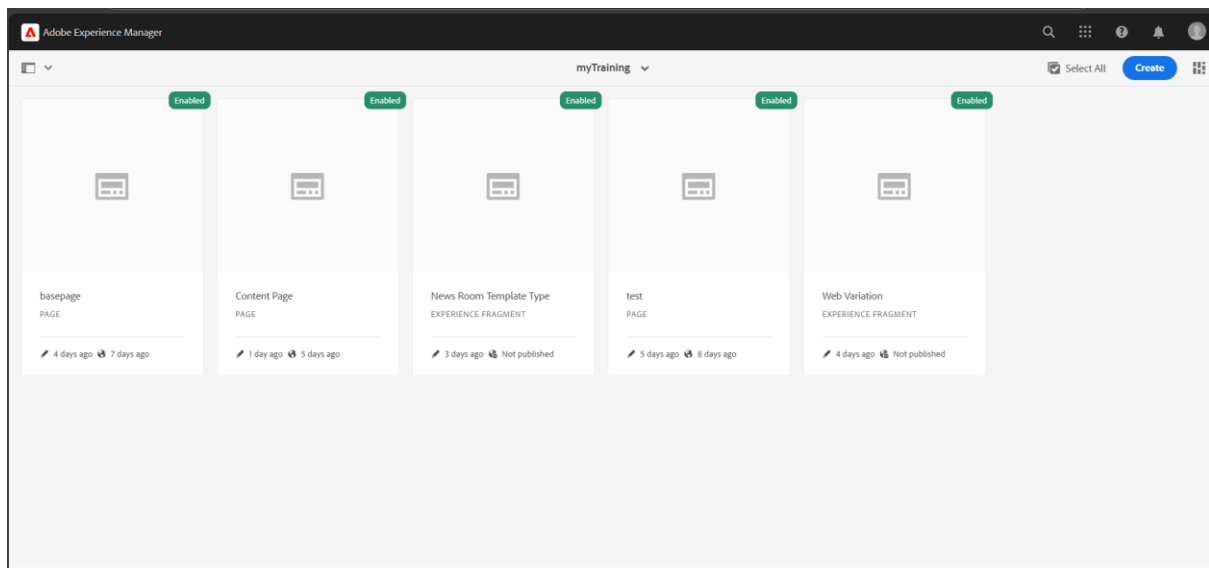 Adobe Experience Manager
myTraining
Select All
Create
Enabled
Enabled
Enabled
Enabled
Enabled
basepage
PAGE
4 days ago 7 days ago
Content Page
PAGE
1 day ago 5 days ago
News Room Template Type
EXPERIENCE FRAGMENT
3 days ago Not published
test
PAGE
5 days ago 8 days ago
Web Variation
EXPERIENCE FRAGMENT
4 days ago Not published